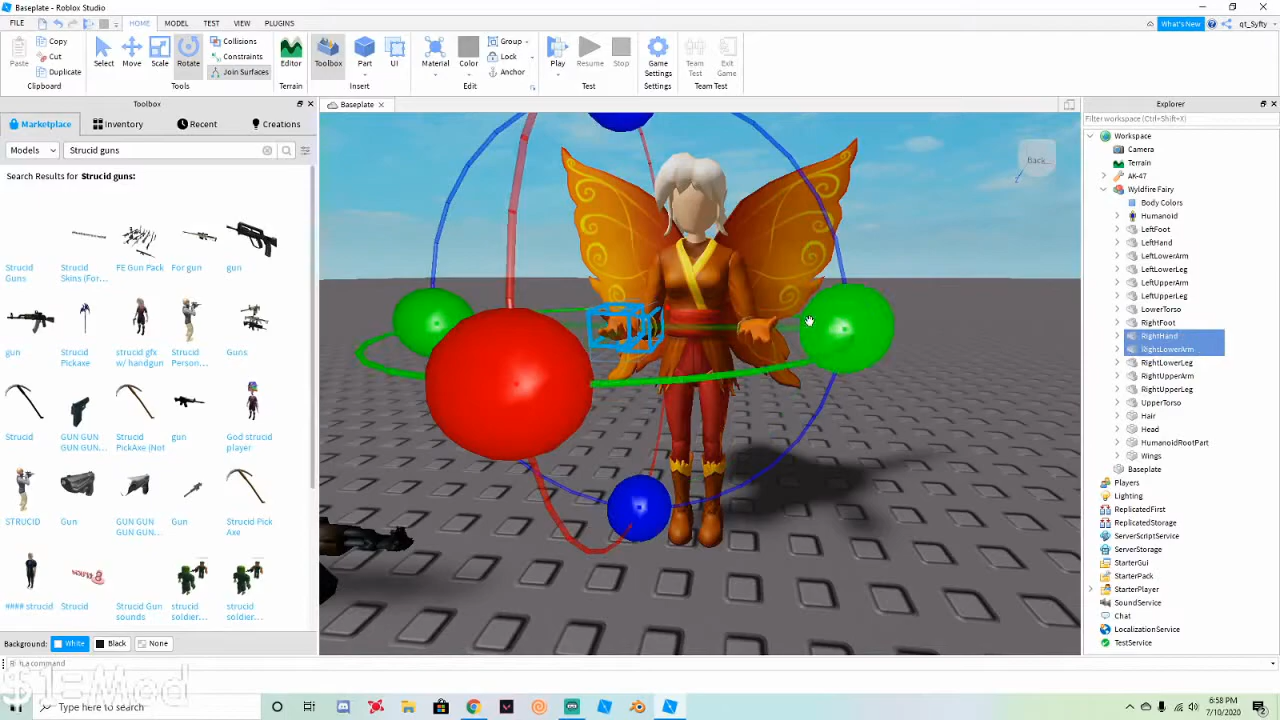 Baseplate - Roblox Studio
FILE HOME MODEL TEST VIEW PLUGINS What's New qt_Syfty
Paste Copy Cut Duplicate Clipboard
Select Move Scale Rotate Collisions Constraints Join Surfaces Tools
Editor Terrain
Toolbox Part UI Insert
Material Color Group Lock Anchor Edit
Play Resume Stop Test
Game Settings
Team Test Exit Game Team Test
Toolbox
Marketplace Inventory Recent Creations
Models Strucid guns
Search Results for Strucid guns:
Strucid Guns
Strucid Skins (For...
FE Gun Pack
For gun
gun
gun
Strucid Pickaxe
strucid gfx w/ handgun
Strucid Person...
Guns
Strucid
GUN GUN GUN GUN...
Strucid PickAxe (Not
gun
God strucid player
STRUCID
Gun
GUN GUN GUN GUN...
Gun
Strucid Pick Axe
#### strucid
Strucid
Strucid Gun sounds
strucid soldier...
strucid soldier...
Background: White Black None
Baseplate
Back
Explorer
Filter workspace (Ctrl+Shift+X)
Workspace
Camera
Terrain
AK-47
Wyldfire Fairy
Body Colors
Humanoid
LeftFoot
LeftHand
LeftLowerArm
LeftLowerLeg
LeftUpperArm
LeftUpperLeg
LowerTorso
RightFoot
RightHand
RightLowerArm
RightLowerLeg
RightUpperArm
RightUpperLeg
UpperTorso
Hair
Head
HumanoidRootPart
Wings
Baseplate
Players
Lighting
ReplicatedFirst
ReplicatedStorage
ServerScriptService
ServerStorage
StarterGui
StarterPack
StarterPlayer
SoundService
Chat
LocalizationService
TestService
Run a command
Type here to search
6:58 PM
7/10/2020